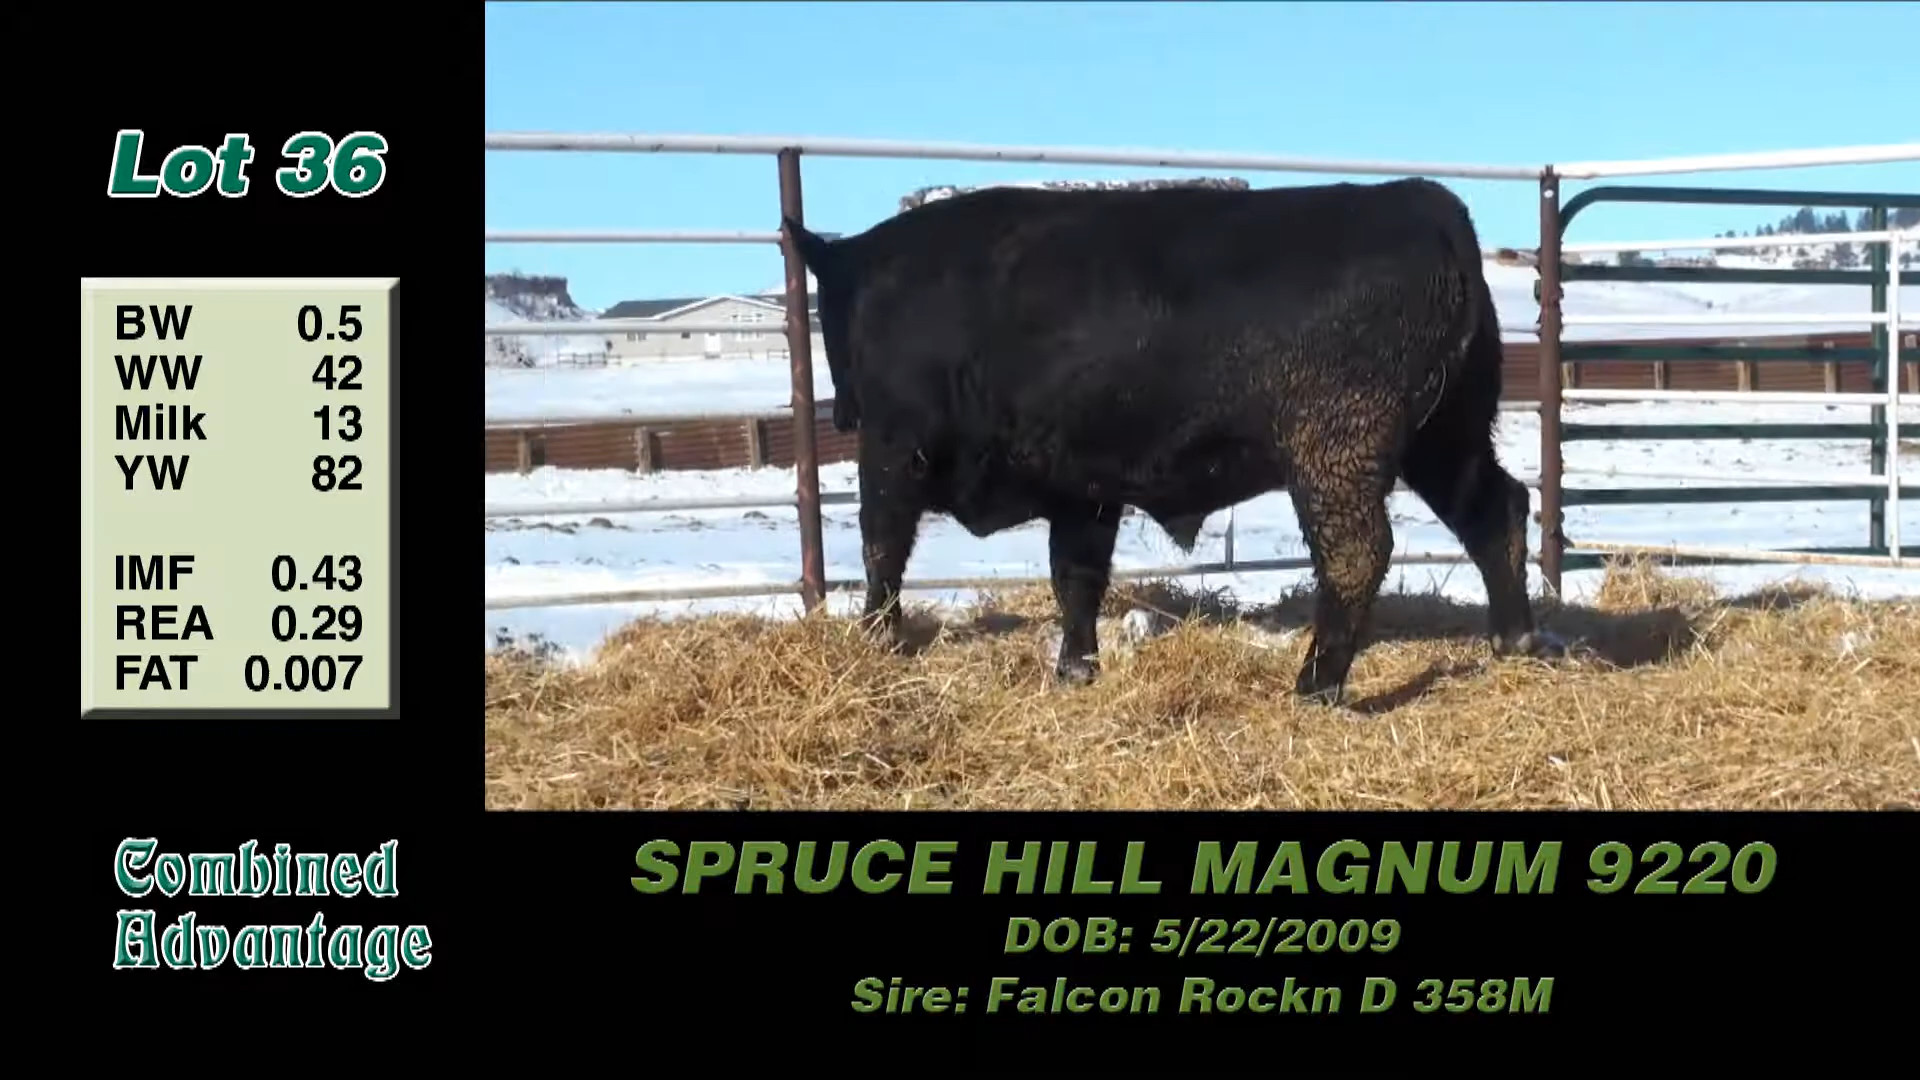 Lot 36
BW 0.5
WW 42
Milk 13
YW 82
IMF 0.43
REA 0.29
FAT 0.007
Combined
Advantage
SPRUCE HILL MAGNUM 9220
DOB: 5/22/2009
Sire: Falcon Rockn D 358M